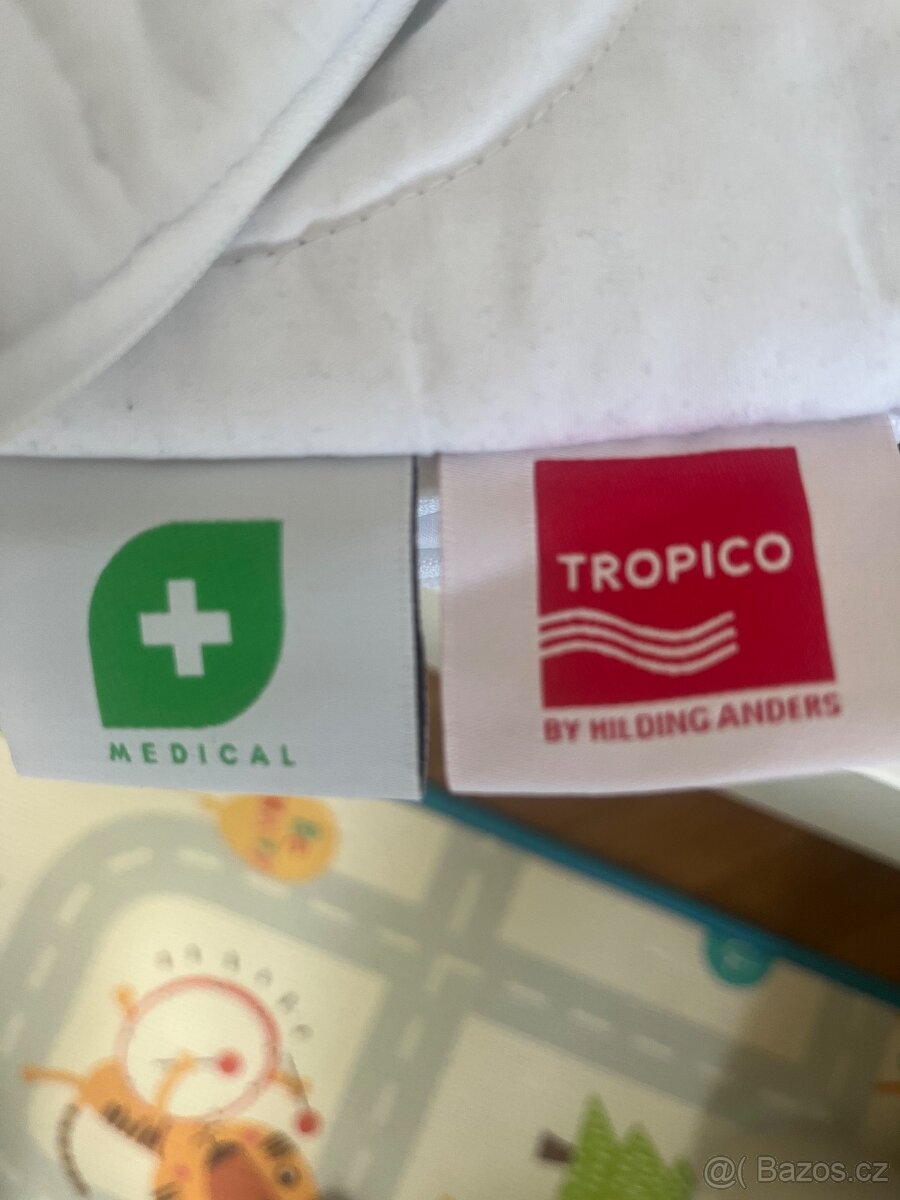 TROPICO
BY HILDING ANDERS
MEDICAL
@( Bazos.cz